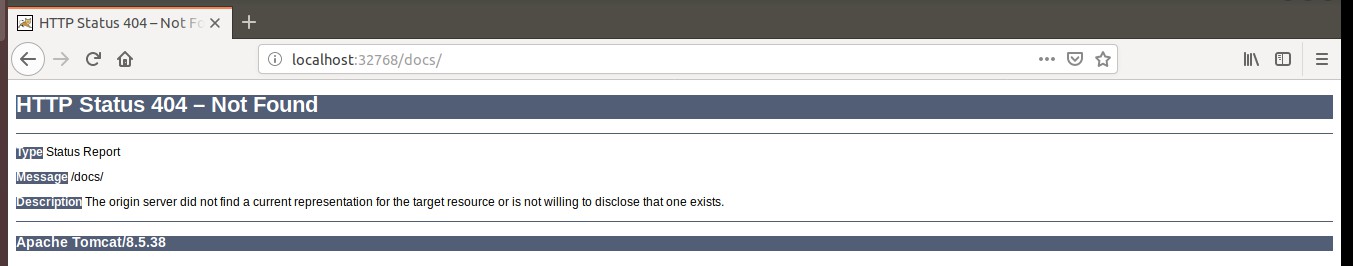 HTTP Status 404 – Not Fo
localhost:32768/docs/
HTTP Status 404 – Not Found
Type Status Report
Message /docs/
Description The origin server did not find a current representation for the target resource or is not willing to disclose that one exists.
Apache Tomcat/8.5.38